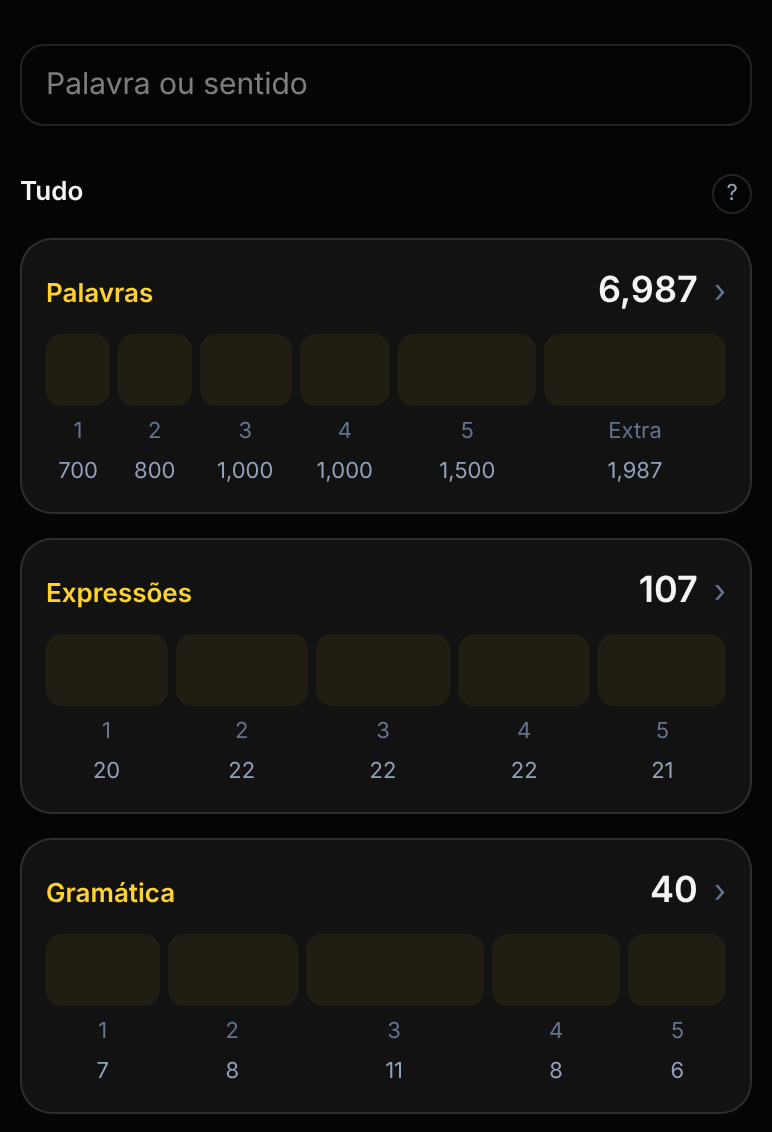 Palavra ou sentido
Tudo ?
Palavras 6,987 ›
1 2 3 4 5 Extra
700 800 1,000 1,000 1,500 1,987
Expressões 107 ›
1 2 3 4 5
20 22 22 22 21
Gramática 40 ›
1 2 3 4 5
7 8 11 8 6